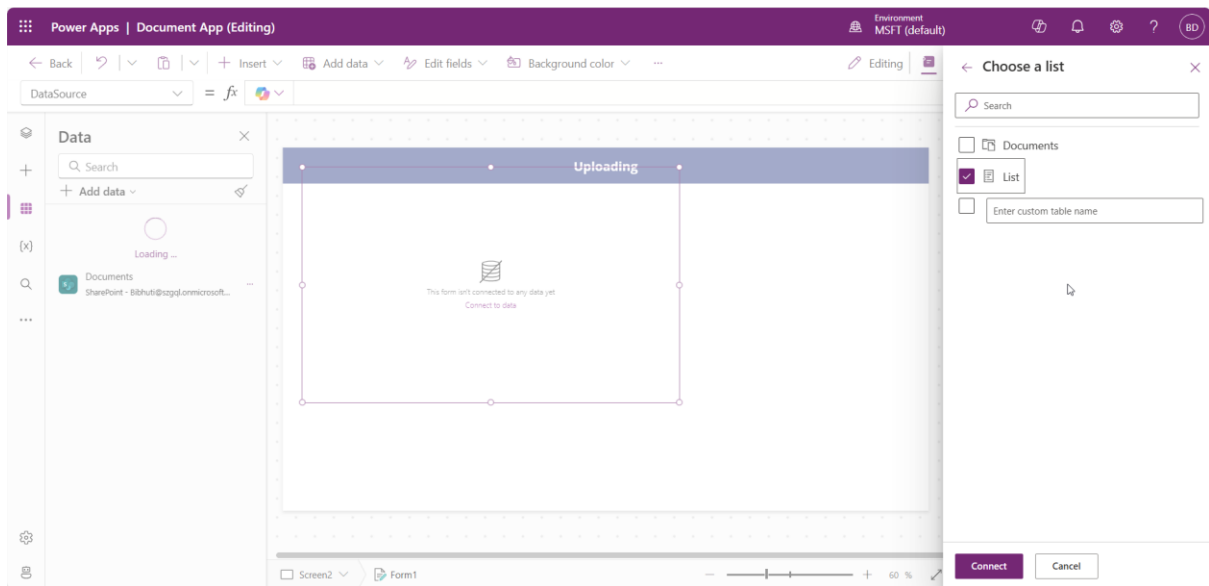 Power Apps | Document App (Editing)
Environment
MSFT (default)
?
BD
Back
Insert
Add data
Edit fields
Background color
...
Editing
DataSource
= fx
Data
Search
Add data
Loading ...
Documents
SharePoint - Bibhuti@szgql.onmicrosoft...
...
{x}
...
Uploading
This form isn't connected to any data yet
Connect to data
Choose a list
Search
Documents
List
Enter custom table name
Connect
Cancel
Screen2
Form1
60 %